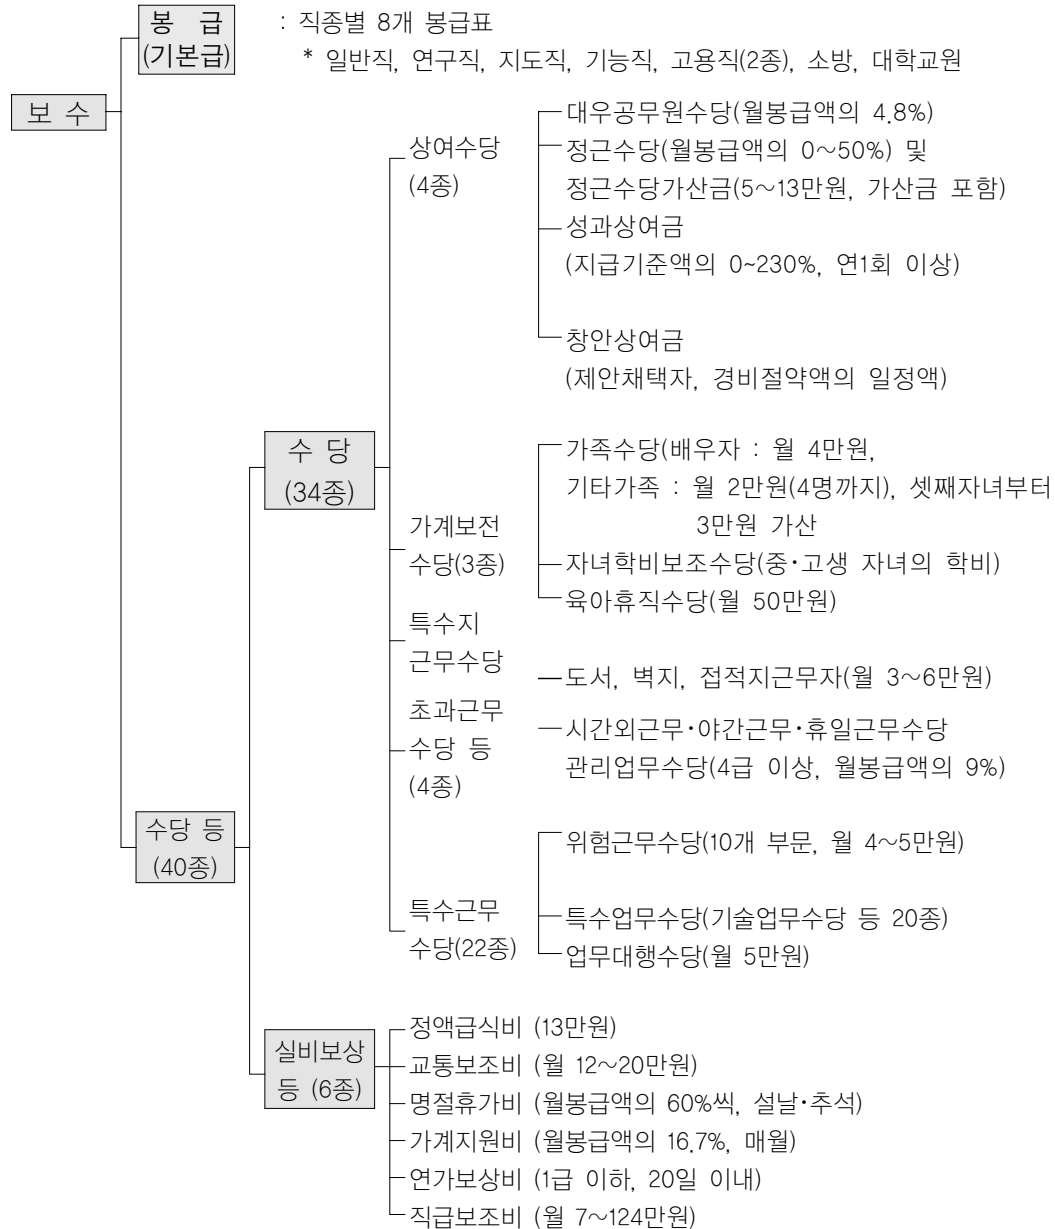 봉 급
(기본급)
: 직종별 8개 봉급표
* 일반직, 연구직, 지도직, 기능직, 고용직(2종), 소방, 대학교원
보 수
상여수당
(4종)
대우공무원수당(월봉급액의 4.8%)
정근수당(월봉급액의 0～50%) 및
정근수당가산금(5～13만원, 가산금 포함)
성과상여금
(지급기준액의 0~230%, 연1회 이상)
창안상여금
(제안채택자, 경비절약액의 일정액)
수 당
(34종)
가계보전
수당(3종)
가족수당(배우자 : 월 4만원,
기타가족 : 월 2만원(4명까지), 셋째자녀부터
3만원 가산
자녀학비보조수당(중·고생 자녀의 학비)
육아휴직수당(월 50만원)
특수지
근무수당
도서, 벽지, 접적지근무자(월 3～6만원)
초과근무
수당 등
(4종)
시간외근무·야간근무·휴일근무수당
관리업무수당(4급 이상, 월봉급액의 9%)
수당 등
(40종)
특수근무
수당(22종)
위험근무수당(10개 부문, 월 4～5만원)
특수업무수당(기술업무수당 등 20종)
업무대행수당(월 5만원)
실비보상
등 (6종)
정액급식비 (13만원)
교통보조비 (월 12～20만원)
명절휴가비 (월봉급액의 60%씩, 설날·추석)
가계지원비 (월봉급액의 16.7%, 매월)
연가보상비 (1급 이하, 20일 이내)
직급보조비 (월 7～124만원)